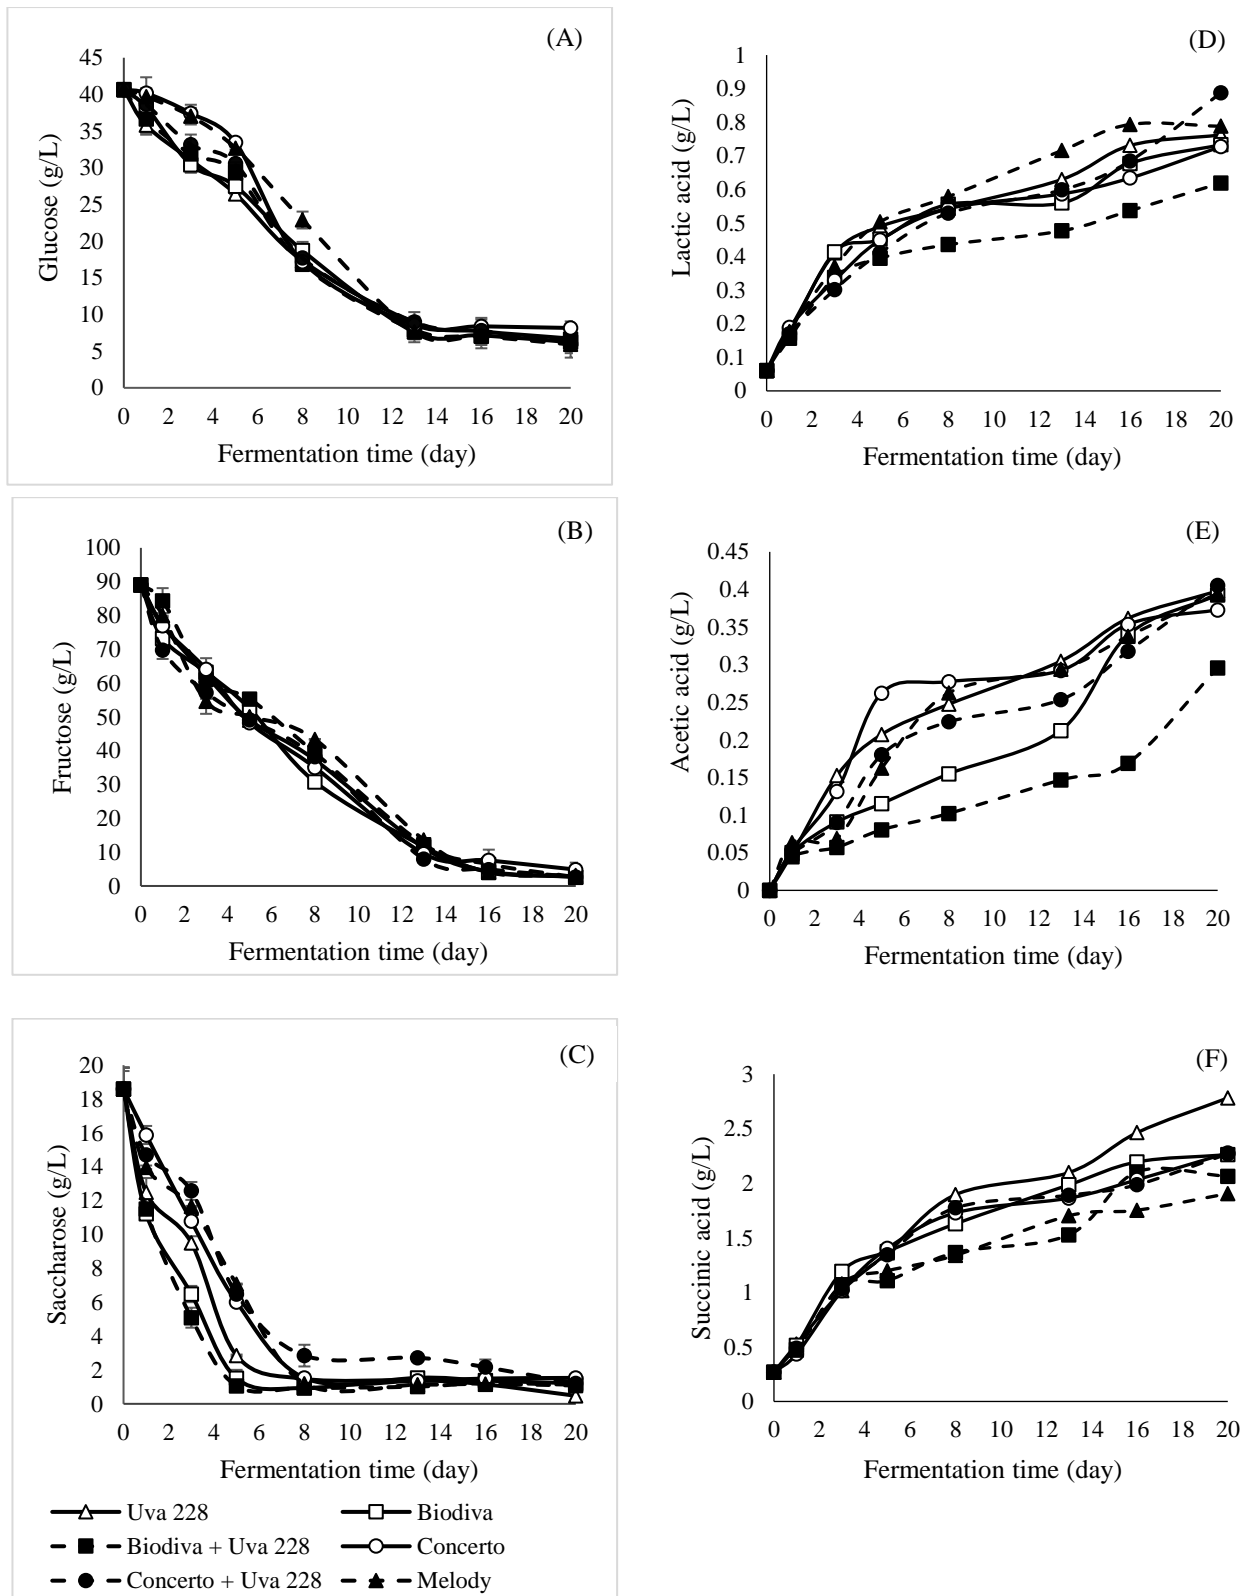 (A)
45
40
35
30
25
20
15
10
5
0
Glucose (g/L)
0 2 4 6 8 10 12 14 16 18 20
Fermentation time (day)
(D)
1
0.9
0.8
0.7
0.6
0.5
0.4
0.3
0.2
0.1
0
Lactic acid (g/L)
0 2 4 6 8 10 12 14 16 18 20
Fermentation time (day)
(B)
100
90
80
70
60
50
40
30
20
10
0
Fructose (g/L)
0 2 4 6 8 10 12 14 16 18 20
Fermentation time (day)
(E)
0.45
0.4
0.35
0.3
0.25
0.2
0.15
0.1
0.05
0
Acetic acid (g/L)
0 2 4 6 8 10 12 14 16 18 20
Fermentation time (day)
(C)
20
18
16
14
12
10
8
6
4
2
0
Saccharose (g/L)
0 2 4 6 8 10 12 14 16 18 20
Fermentation time (day)
(F)
3
2.5
2
1.5
1
0.5
0
Succinic acid (g/L)
0 2 4 6 8 10 12 14 16 18 20
Fermentation time (day)
Uva 228 Biodiva
Biodiva + Uva 228 Concerto
Concerto + Uva 228 Melody